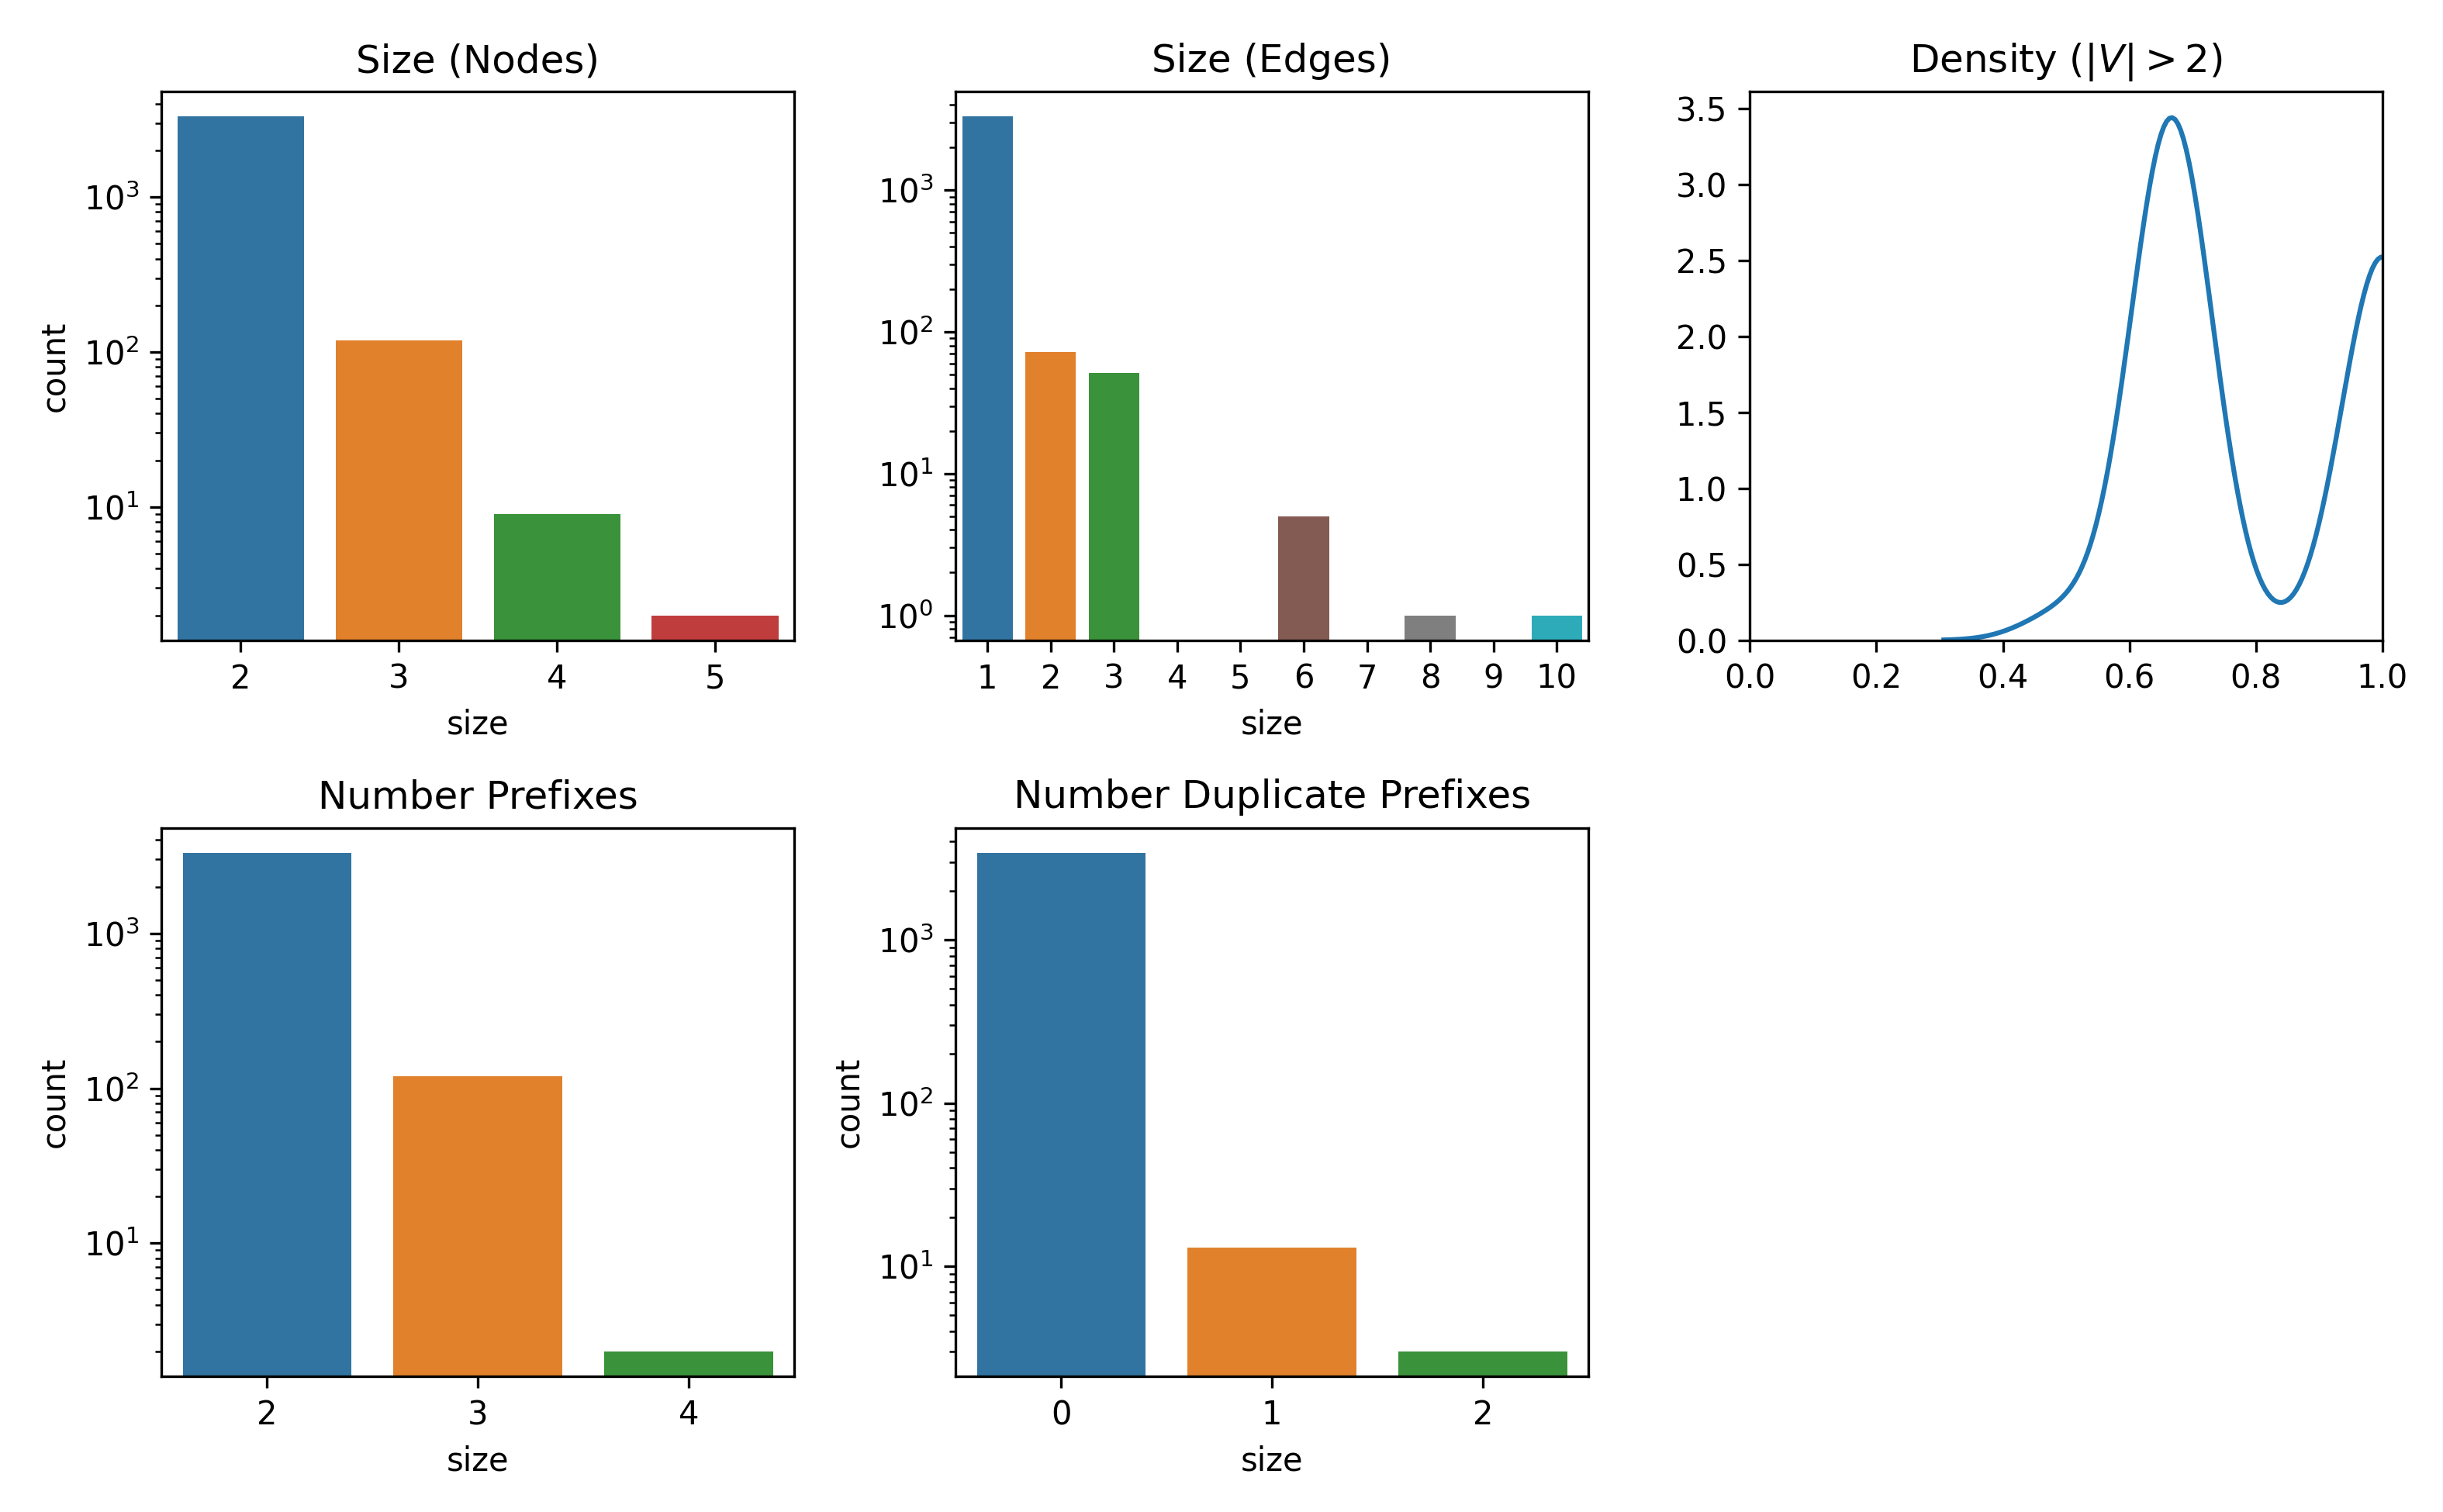 Size (Nodes)
10³
10²
10¹
count
2 3 4 5
size
Size (Edges)
10³
10²
10¹
10⁰
1 2 3 4 5 6 7 8 9 10
size
Density (|V| > 2)
3.5
3.0
2.5
2.0
1.5
1.0
0.5
0.0
0.0 0.2 0.4 0.6 0.8 1.0
Number Prefixes
10³
10²
10¹
count
2 3 4
size
Number Duplicate Prefixes
10³
10²
10¹
count
0 1 2
size